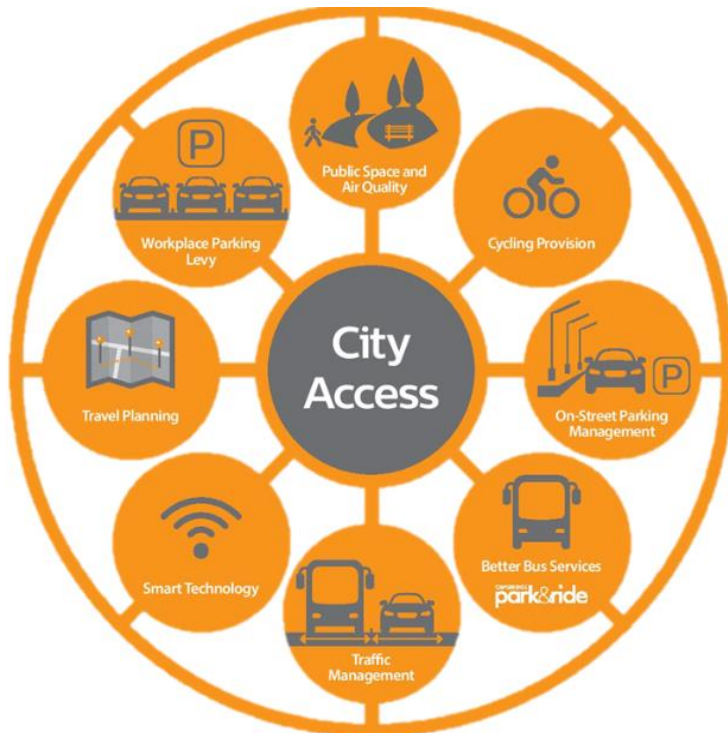 Public Space and
Air Quality
P
Workplace Parking
Levy
Cycling Provision
City
Access
Travel Planning
P
On-Street Parking
Management
Smart Technology
Better Bus Services
park&ride
Traffic
Management